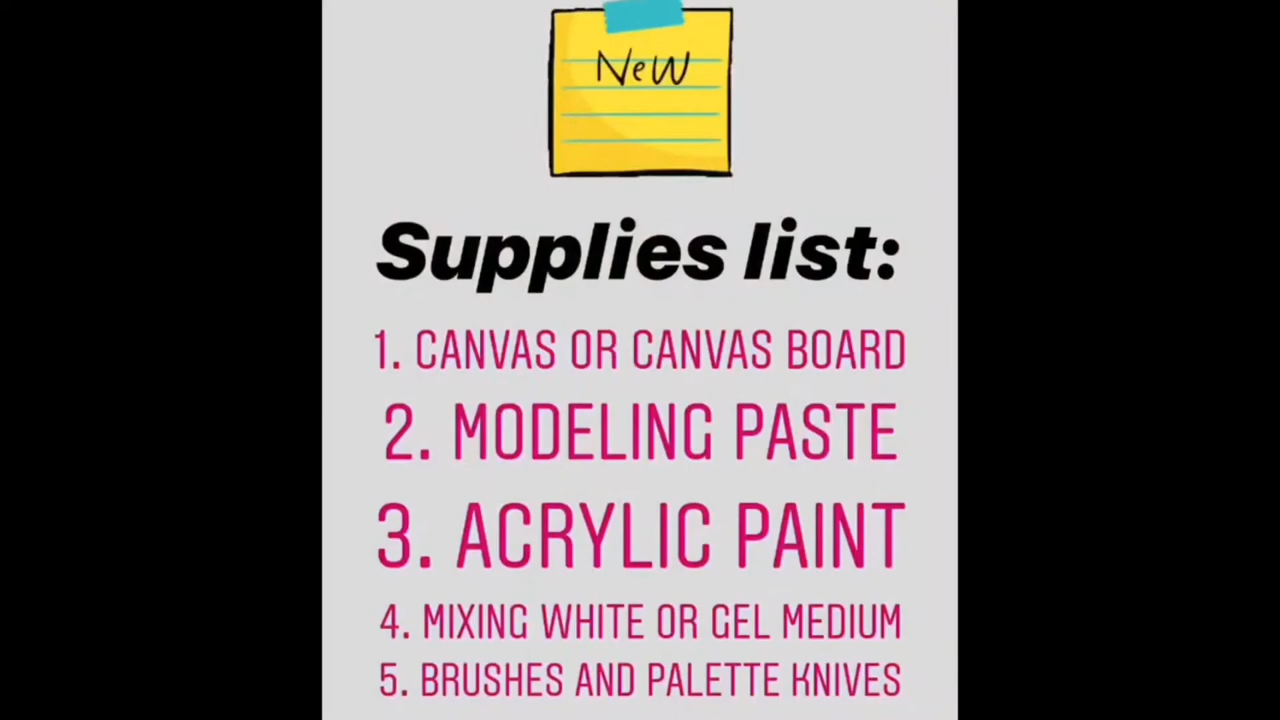 New
Supplies list:
1. CANVAS OR CANVAS BOARD
2. MODELING PASTE
3. ACRYLIC PAINT
4. MIXING WHITE OR GEL MEDIUM
5. BRUSHES AND PALETTE KNIVES